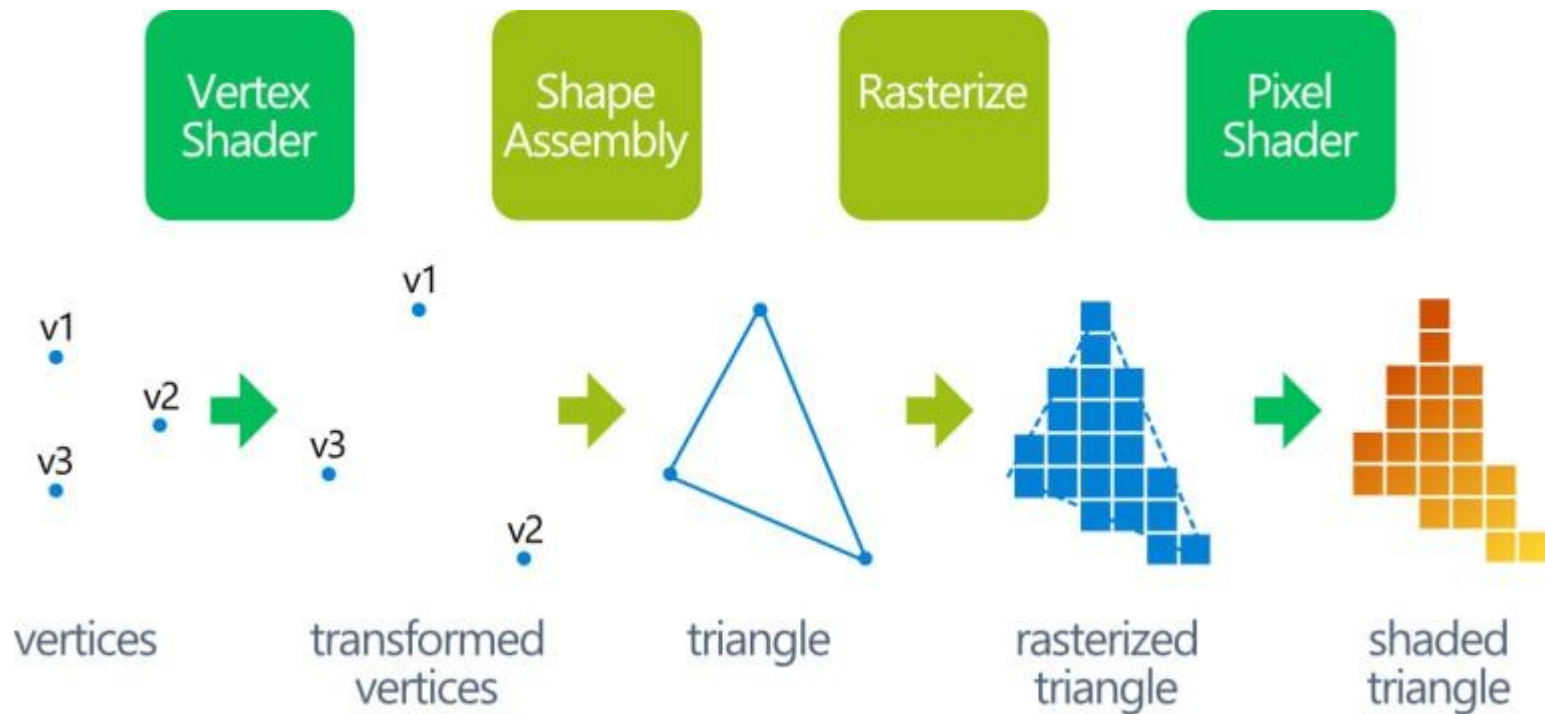 Vertex
Shader
Shape
Assembly
Rasterize
Pixel
Shader
v1
v2
v3
v1
v3
v2
vertices
transformed
vertices
triangle
rasterized
triangle
shaded
triangle